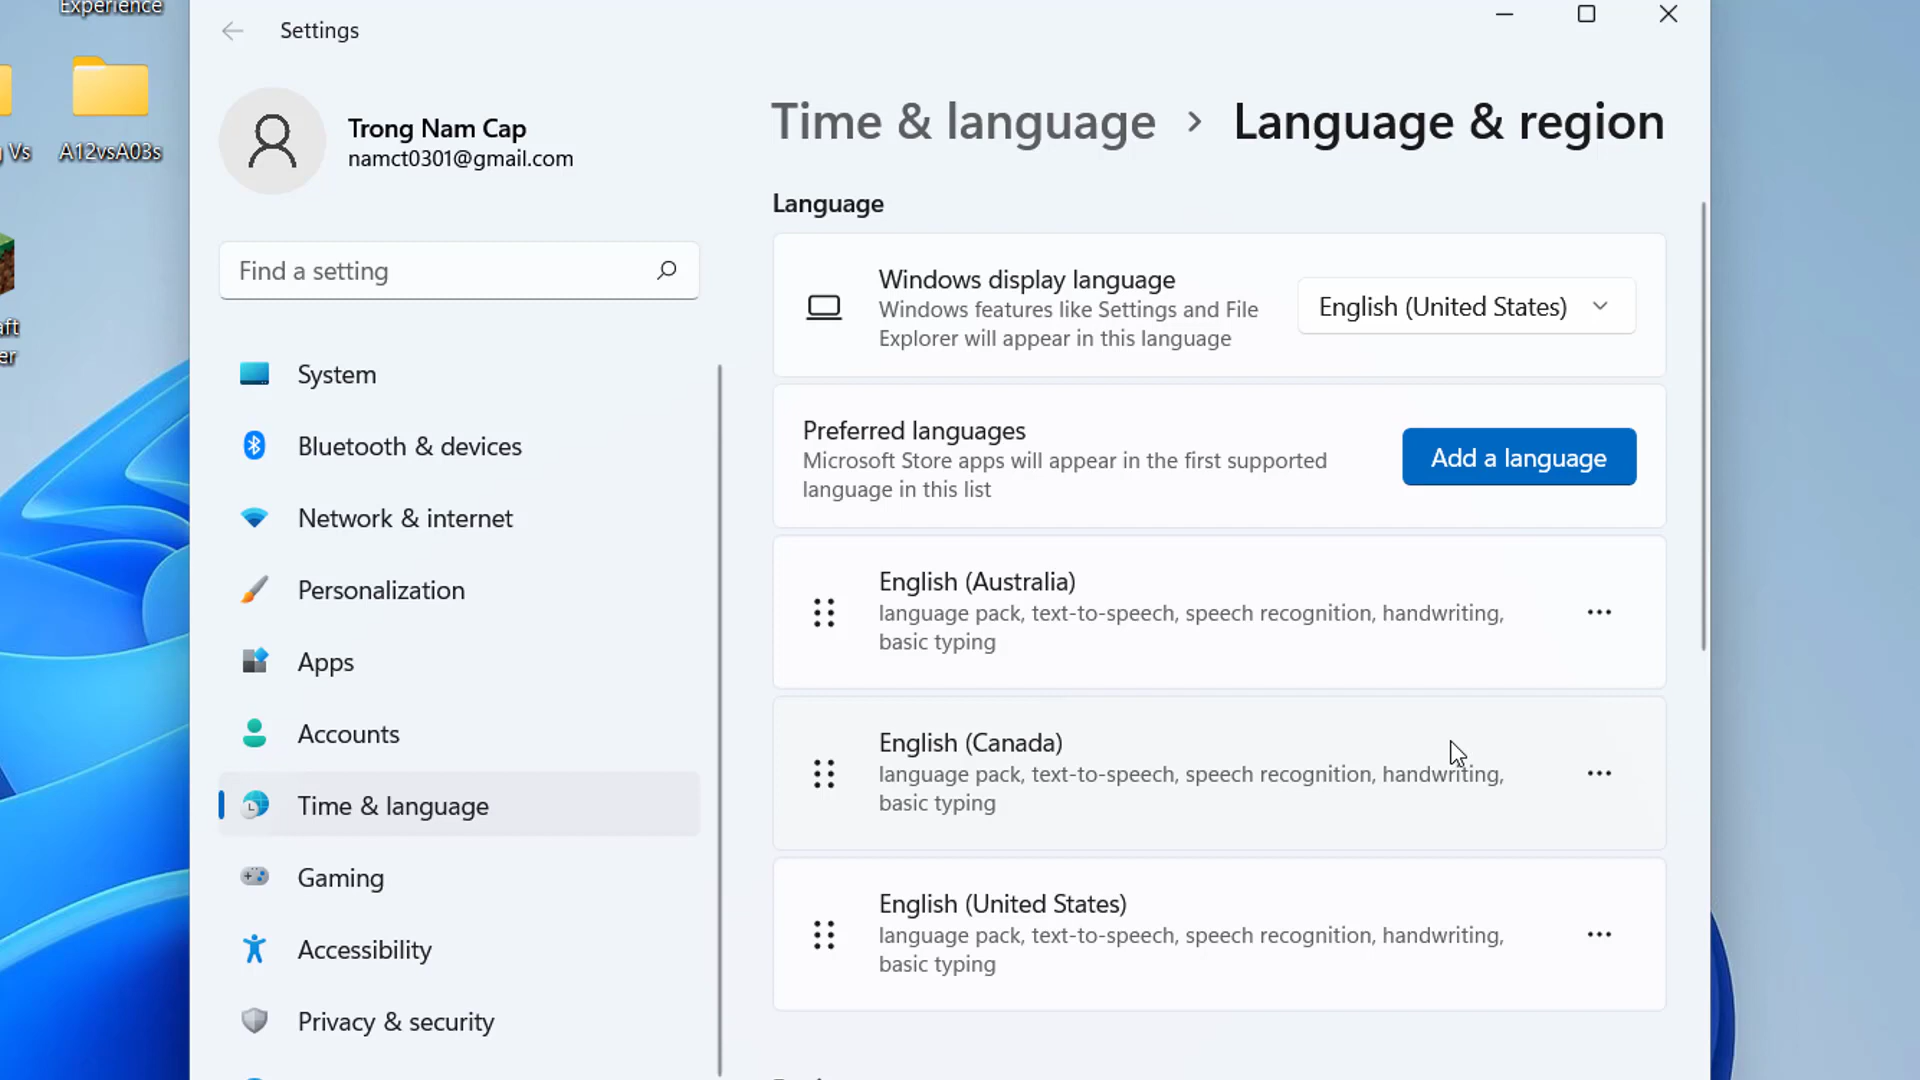 Experience
Vs
A12vsA03s
aft
er
Settings
Trong Nam Cap
namct0301@gmail.com
Find a setting
System
Bluetooth & devices
Network & internet
Personalization
Apps
Accounts
Time & language
Gaming
Accessibility
Privacy & security
Time & language > Language & region
Language
Windows display language
Windows features like Settings and File
Explorer will appear in this language
English (United States)
Preferred languages
Microsoft Store apps will appear in the first supported
language in this list
Add a language
English (Australia)
language pack, text-to-speech, speech recognition, handwriting,
basic typing
English (Canada)
language pack, text-to-speech, speech recognition, handwriting,
basic typing
English (United States)
language pack, text-to-speech, speech recognition, handwriting,
basic typing